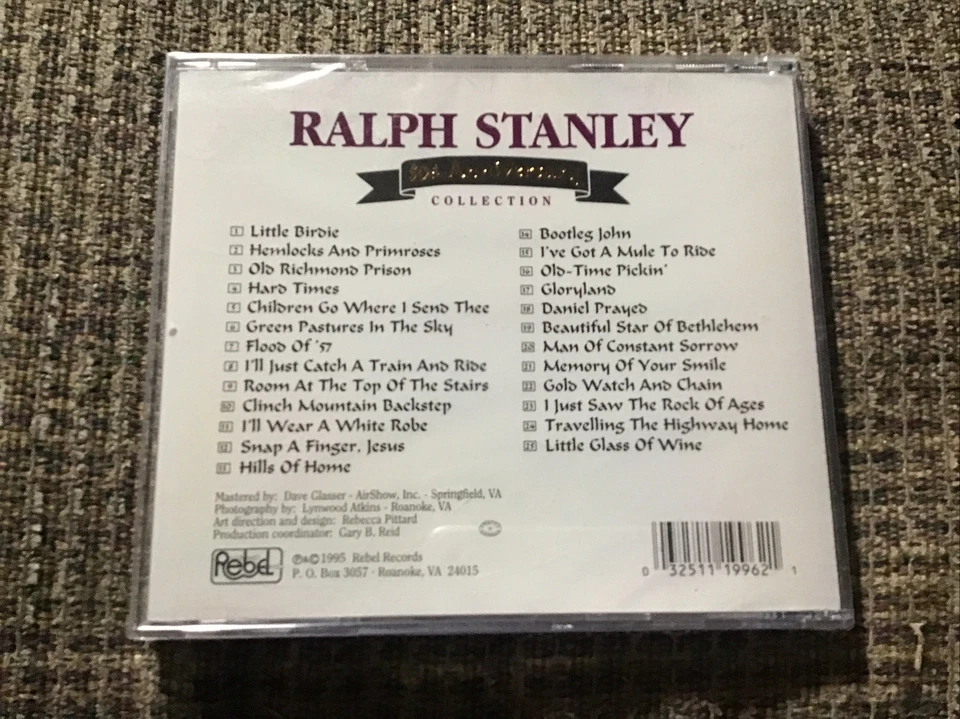 RALPH STANLEY
Anniversary
COLLECTION
1 Little Birdie
2 Hemlocks And Primroses
3 Old Richmond Prison
4 Hard Times
5 Children Go Where I Send Thee
6 Green Pastures In The Sky
7 Flood Of '57
8 I'll Just Catch A Train And Ride
9 Room At The Top Of The Stairs
10 Clinch Mountain Backstep
11 I'll Wear A White Robe
12 Snap A Finger, Jesus
13 Hills Of Home
14 Bootleg John
15 I've Got A Mule To Ride
16 Old-Time Pickin'
17 Gloryland
18 Daniel Prayed
19 Beautiful Star Of Bethlehem
20 Man Of Constant Sorrow
21 Memory Of Your Smile
22 Gold Watch And Chain
23 I Just Saw The Rock Of Ages
24 Travelling The Highway Home
25 Little Glass Of Wine
Mastered by: Dave Glasser - AirShow, Inc. - Springfield, VA
Photography by: Lynwood Atkins - Roanoke, VA
Art direction and design: Rebecca Pittard
Production coordinator: Gary B. Reid
Rebel
℗&©1995 Rebel Records
P. O. Box 3057 - Roanoke, VA 24015
0 32511 19962 1